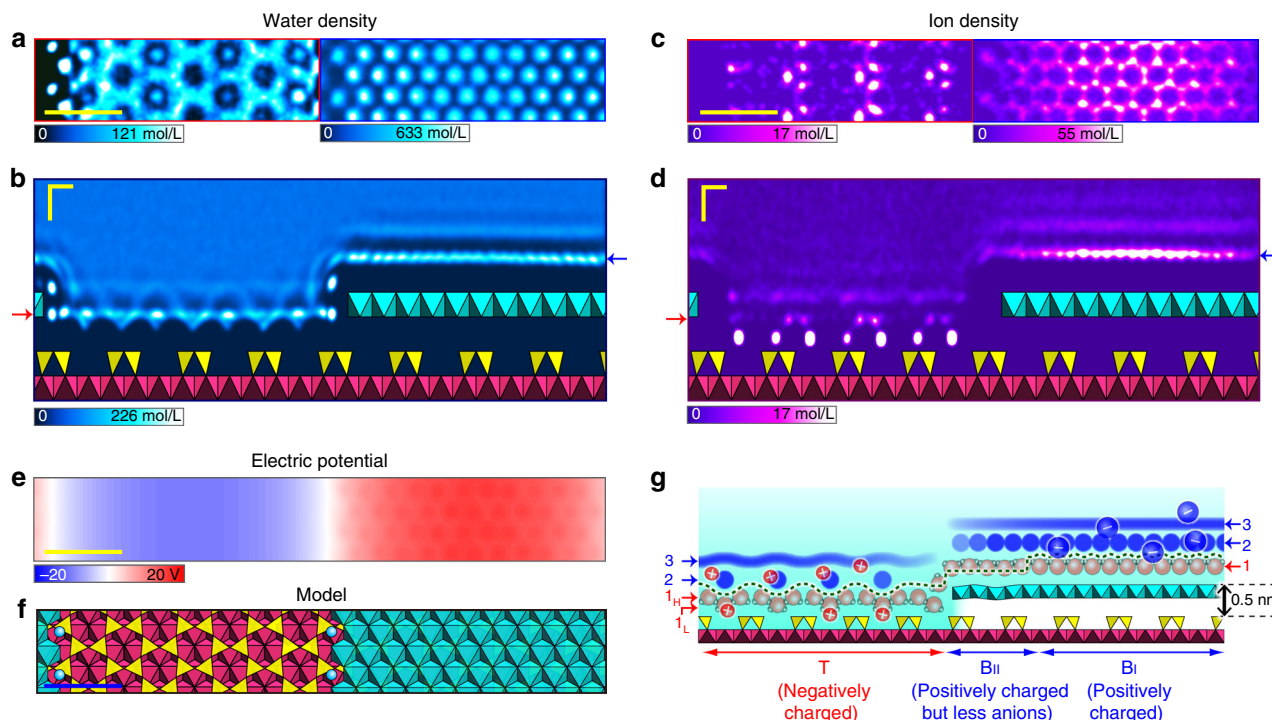 Water density
Ion density
a
c
0 121 mol/L
0 633 mol/L
0 17 mol/L
0 55 mol/L
b
d
0 226 mol/L
0 17 mol/L
Electric potential
e
g
−20 20 V
Model
f
3
2
1H
1L
3
2
1
0.5 nm
T
(Negatively
charged)
BII
(Positively charged
but less anions)
BI
(Positively
charged)